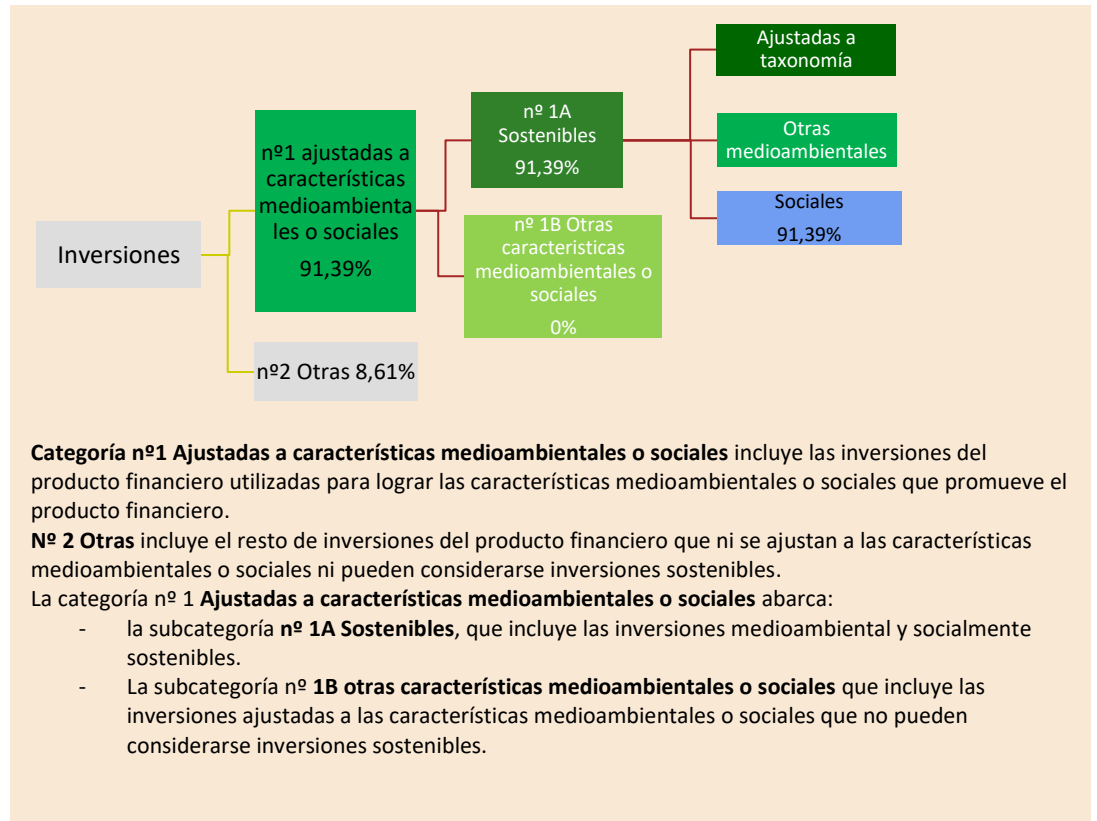 Inversiones
nº1 ajustadas a
características
medioambienta
les o sociales
91,39%
nº2 Otras 8,61%
nº 1A
Sostenibles
91,39%
nº 1B Otras
caracteristicas
medioambientales o
sociales
0%
Ajustadas a
taxonomía
Otras
medioambientales
Sociales
91,39%
Categoría nº1 Ajustadas a características medioambientales o sociales incluye las inversiones del
producto financiero utilizadas para lograr las características medioambientales o sociales que promueve el
producto financiero.
Nº 2 Otras incluye el resto de inversiones del producto financiero que ni se ajustan a las características
medioambientales o sociales ni pueden considerarse inversiones sostenibles.
La categoría nº 1 Ajustadas a características medioambientales o sociales abarca:
- la subcategoría nº 1A Sostenibles, que incluye las inversiones medioambiental y socialmente
sostenibles.
- La subcategoría nº 1B otras características medioambientales o sociales que incluye las
inversiones ajustadas a las características medioambientales o sociales que no pueden
considerarse inversiones sostenibles.